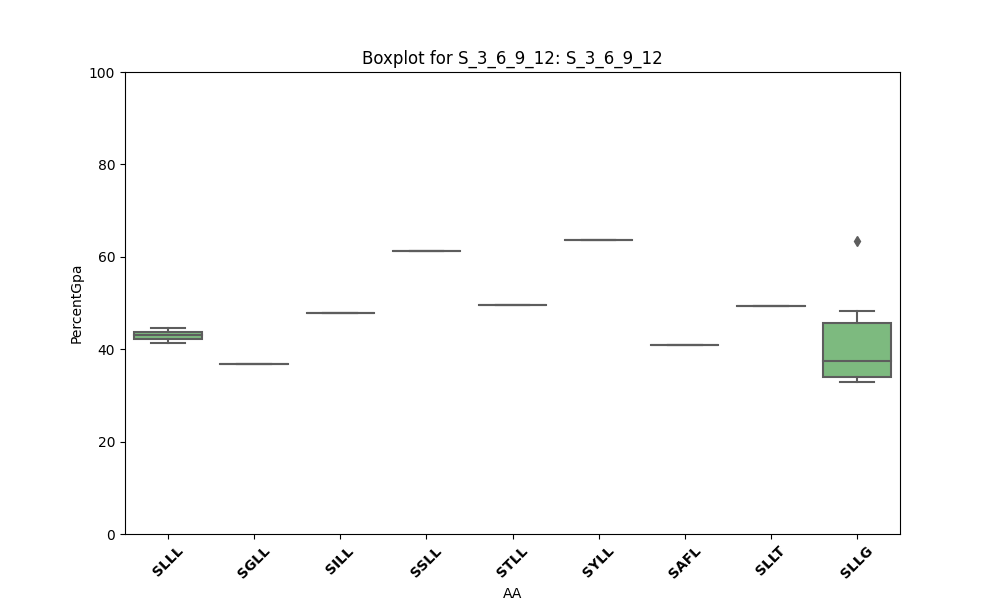 Boxplot for S_3_6_9_12: S_3_6_9_12
100
80
60
40
20
0
PercentGpa
SLLL
SGLL
SILL
SSLL
STLL
SYLL
SAFL
SLLT
SLLG
AA